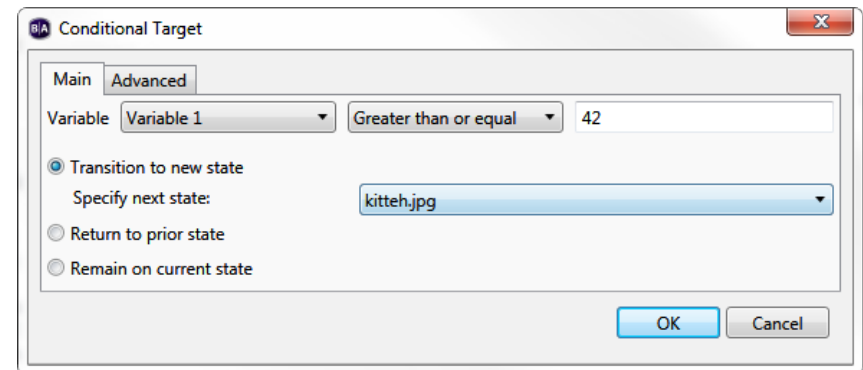 B|A Conditional Target
Main Advanced
Variable Variable 1 Greater than or equal 42
Transition to new state
Specify next state: kitteh.jpg
Return to prior state
Remain on current state
OK Cancel